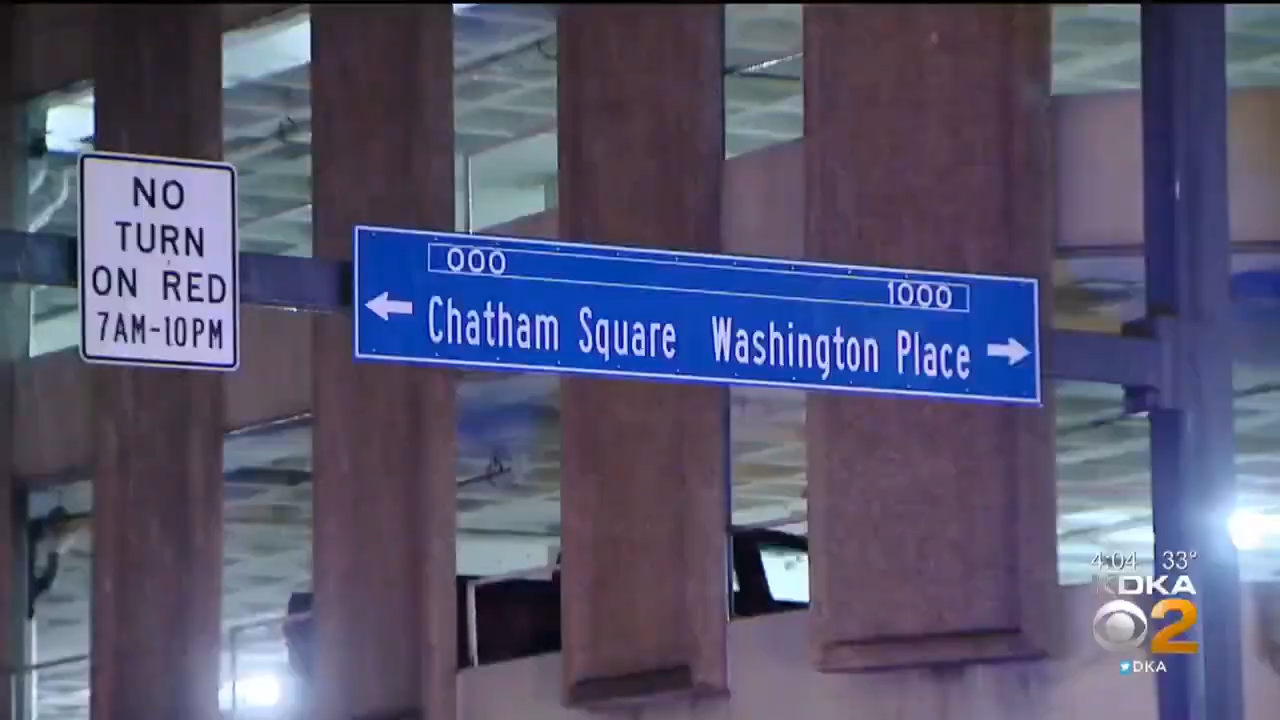 NO
TURN
ON RED
7AM-10PM
000
1000
Chatham Square Washington Place
4:04 33°
KDKA
2
DKA